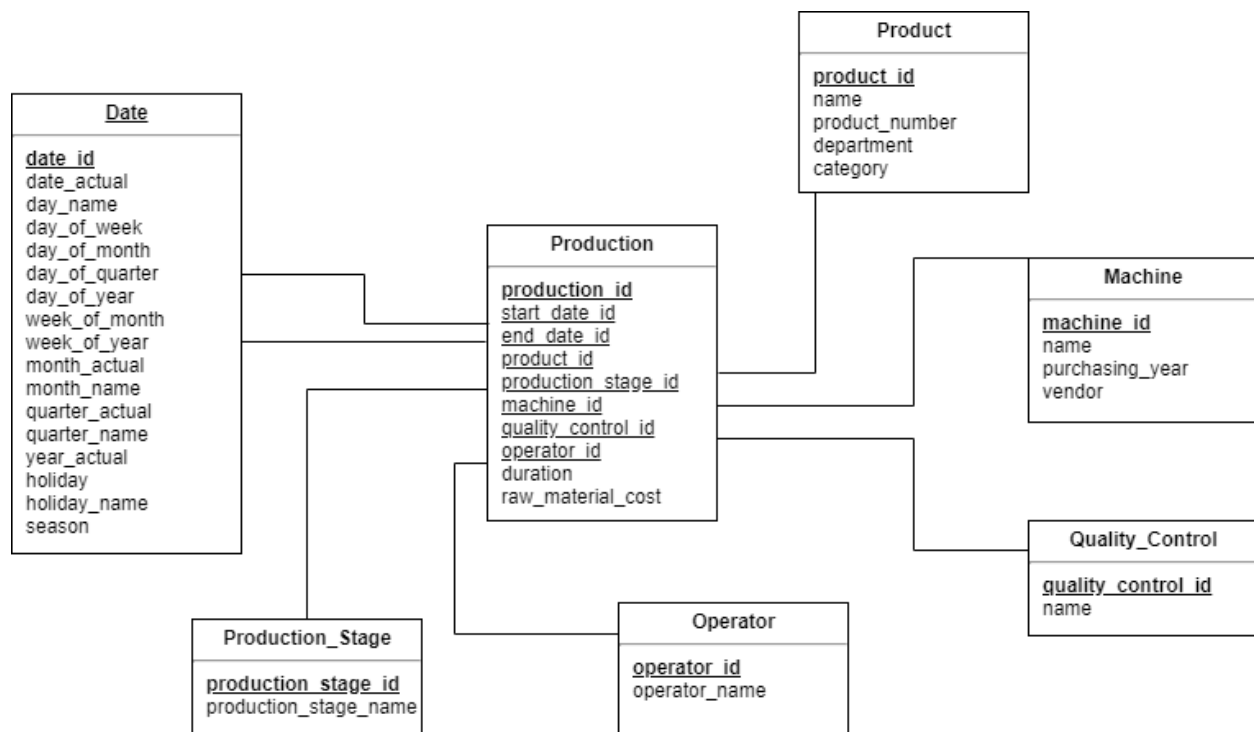 Product
product_id
name
product_number
department
category
Date
date_id
date_actual
day_name
day_of_week
day_of_month
day_of_quarter
day_of_year
week_of_month
week_of_year
month_actual
month_name
quarter_actual
quarter_name
year_actual
holiday
holiday_name
season
Production
production_id
start_date_id
end_date_id
product_id
production_stage_id
machine_id
quality_control_id
operator_id
duration
raw_material_cost
Machine
machine_id
name
purchasing_year
vendor
Quality_Control
quality_control_id
name
Production_Stage
production_stage_id
production_stage_name
Operator
operator_id
operator_name